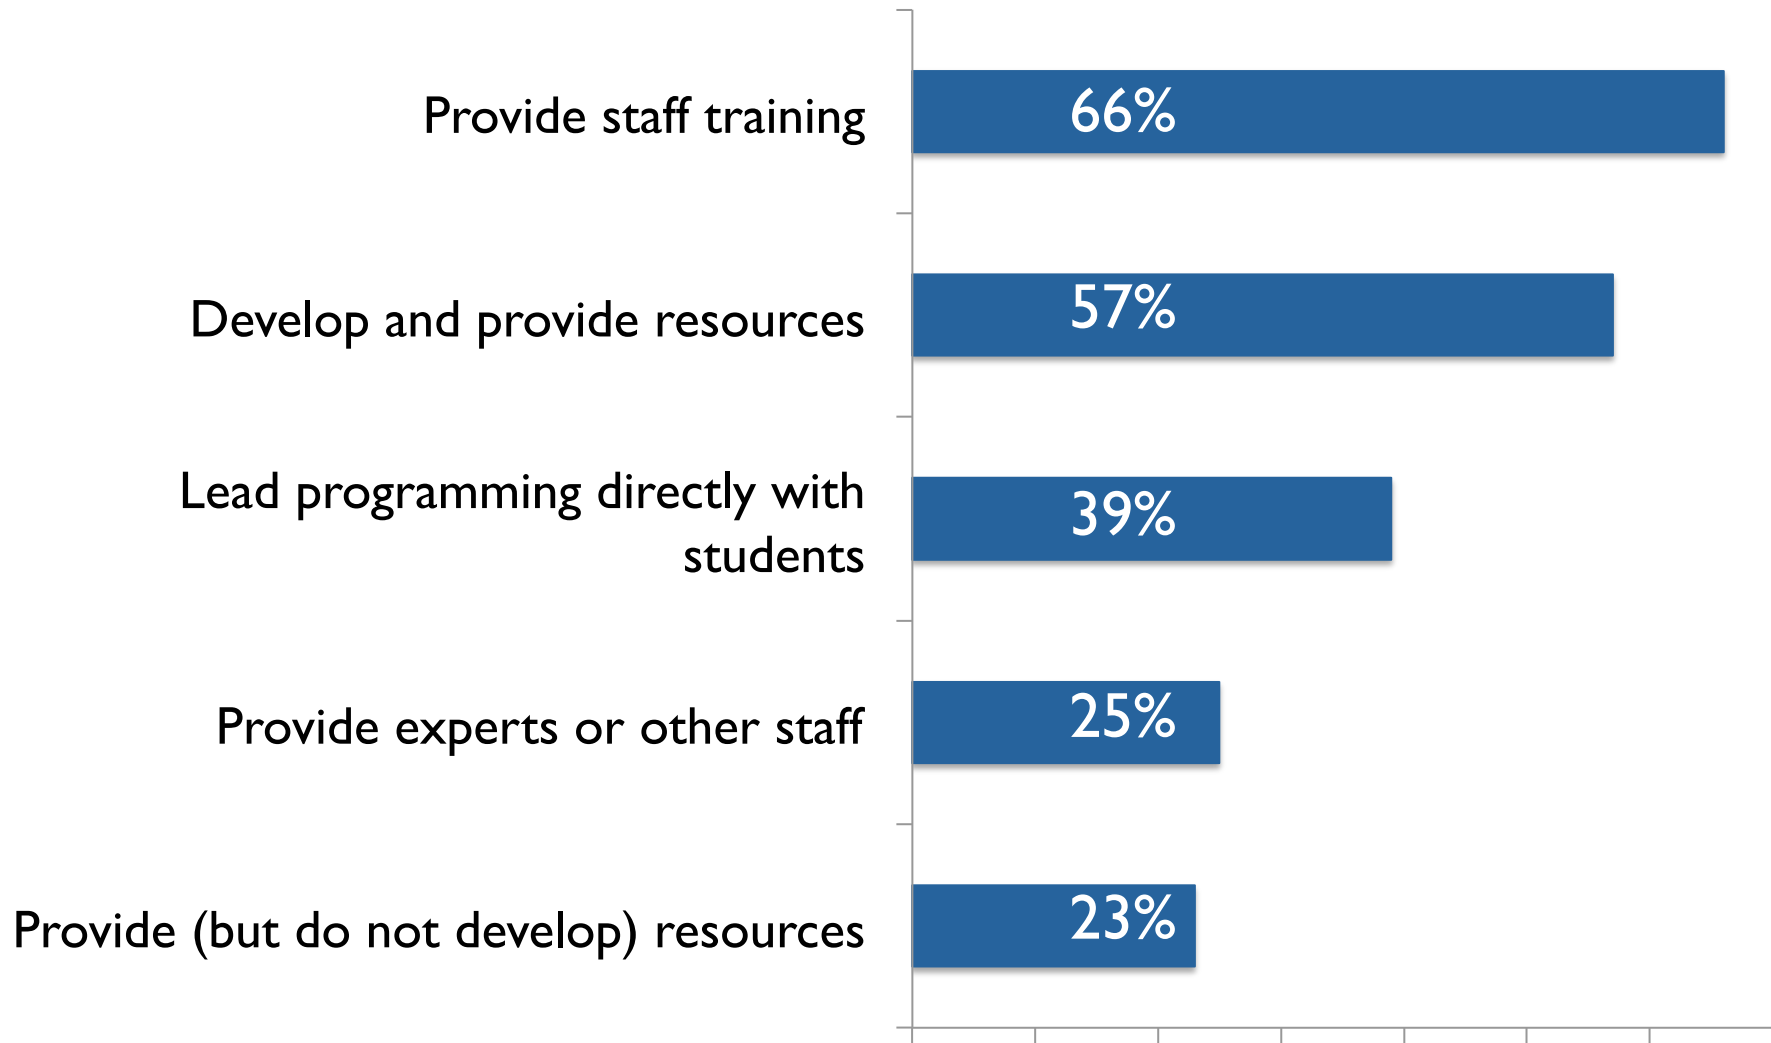 Provide staff training
66%
Develop and provide resources
57%
Lead programming directly with
students
39%
Provide experts or other staff
25%
Provide (but do not develop) resources
23%